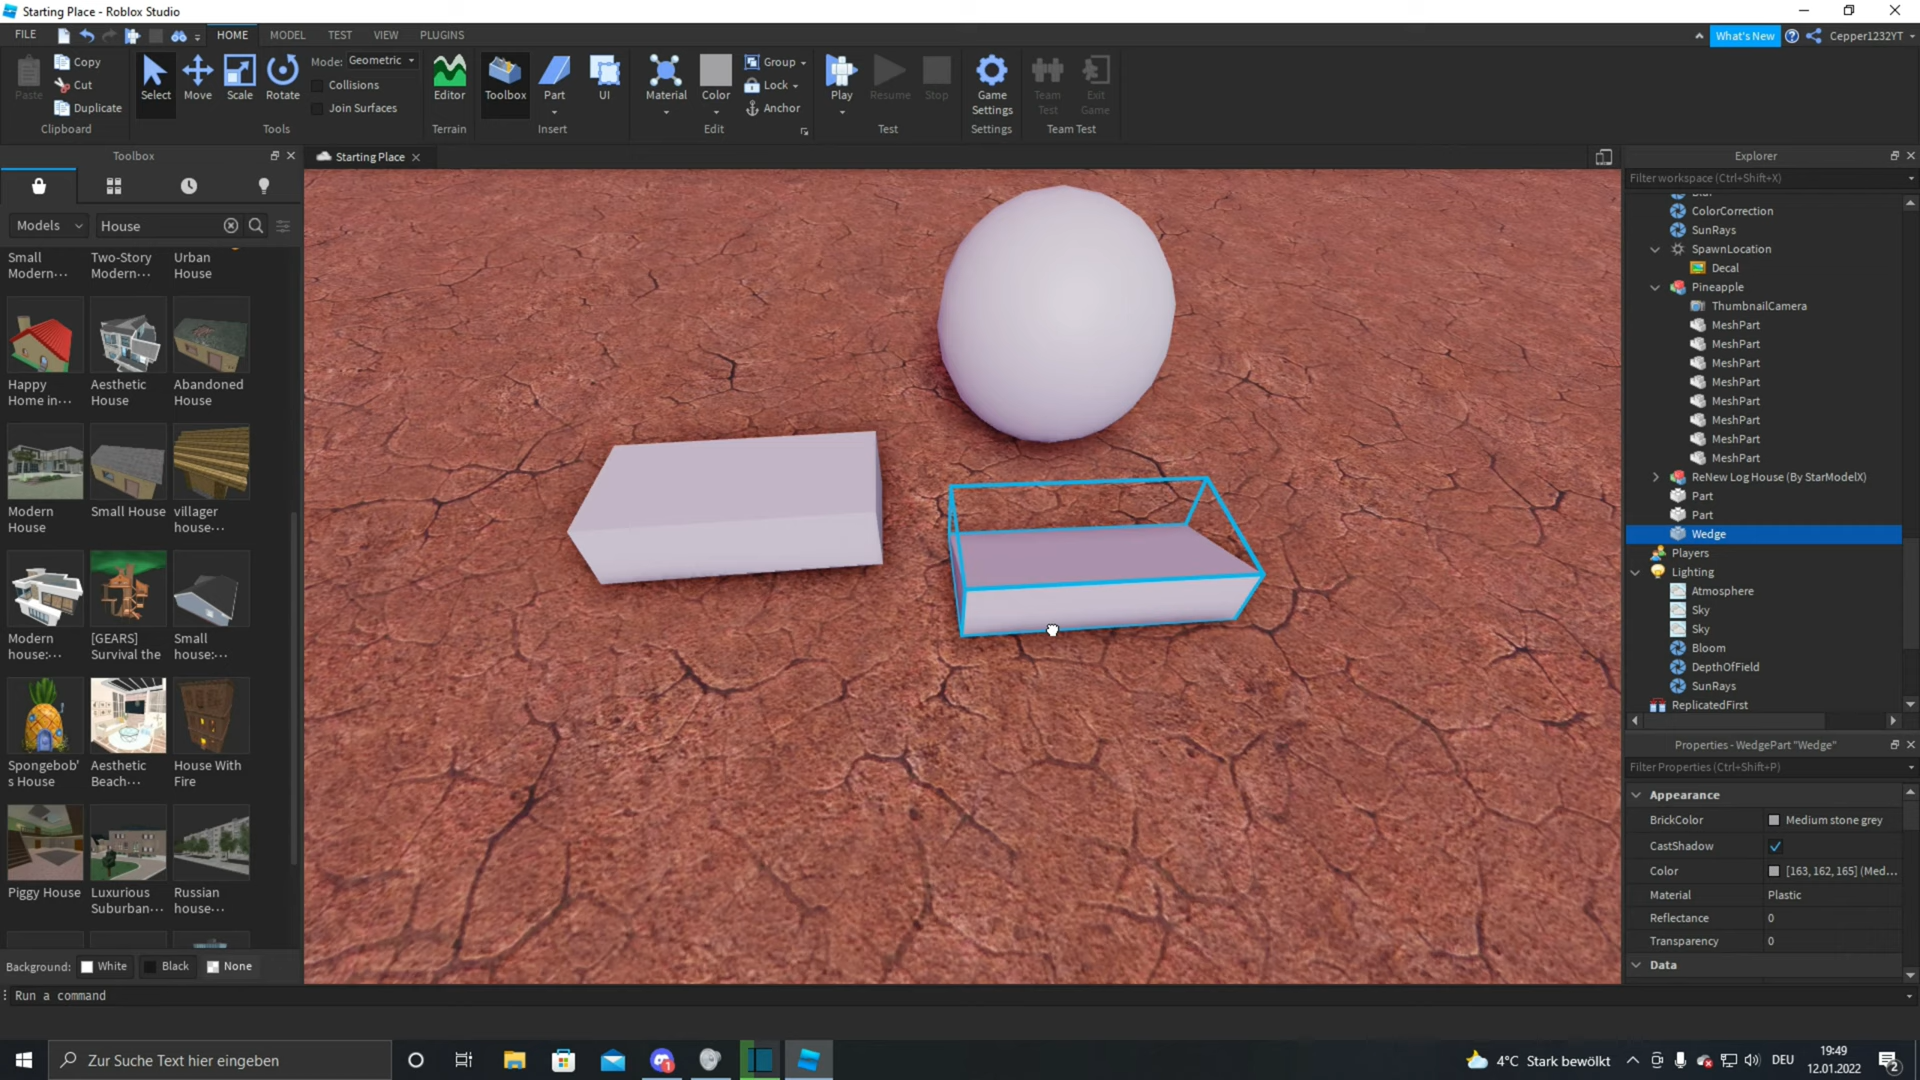 Starting Place - Roblox Studio
FILE HOME MODEL TEST VIEW PLUGINS What's New Cepper1232YT
Paste Copy Cut Duplicate
Select Move Scale Rotate Mode: Geometric
Collisions
Join Surfaces
Editor Toolbox Part UI Material Color Group Lock Anchor
Play Resume Stop Game Settings Team Test Exit Game
Clipboard Tools Terrain Insert Edit Test Settings Team Test
Toolbox
Starting Place
Models House
Small Modern... Two-Story Modern... Urban House
Happy Home in... Aesthetic House Abandoned House
Modern House Small House villager house...
Modern house: [GEARS] Survival the Small house:
Spongebob's House Aesthetic Beach... House With Fire
Piggy House Luxurious Suburban... Russian house...
Background: White Black None
Run a command
Explorer
Filter workspace (Ctrl+Shift+X)
ColorCorrection
SunRays
SpawnLocation
Decal
Pineapple
ThumbnailCamera
MeshPart
MeshPart
MeshPart
MeshPart
MeshPart
MeshPart
MeshPart
MeshPart
ReNew Log House (By StarModelX)
Part
Part
Wedge
Players
Lighting
Atmosphere
Sky
Sky
Bloom
DepthOfField
SunRays
ReplicatedFirst
Properties - WedgePart "Wedge"
Filter Properties (Ctrl+Shift+P)
Appearance
BrickColor Medium stone grey
CastShadow
Color [163, 162, 165] (Med...
Material Plastic
Reflectance 0
Transparency 0
Data
Zur Suche Text hier eingeben
1
4°C Stark bewölkt DEU 19:49
12.01.2022
2